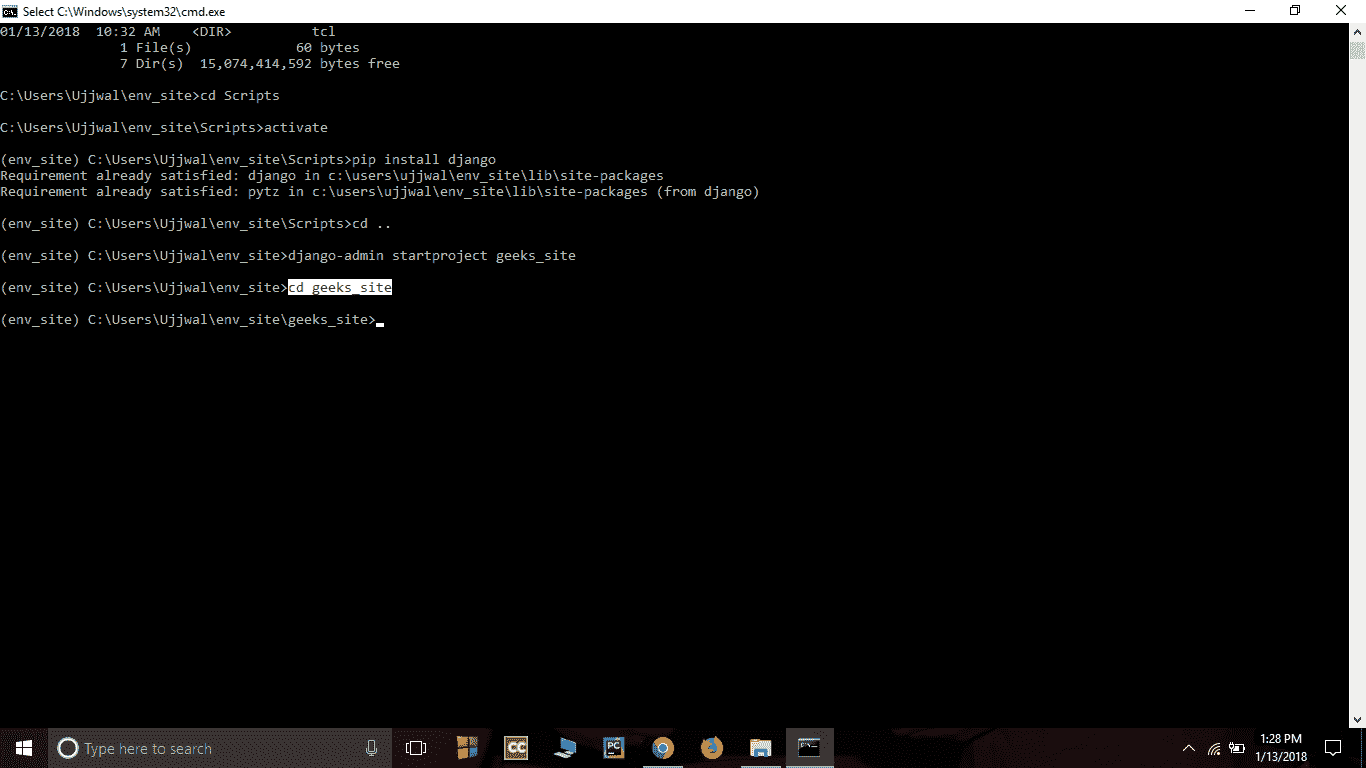 Select C:\Windows\system32\cmd.exe
01/13/2018  10:32 AM    <DIR>          tcl
               1 File(s)             60 bytes
               7 Dir(s)  15,074,414,592 bytes free
C:\Users\Ujjwal\env_site>cd Scripts
C:\Users\Ujjwal\env_site\Scripts>activate
(env_site) C:\Users\Ujjwal\env_site\Scripts>pip install django
Requirement already satisfied: django in c:\users\ujjwal\env_site\lib\site-packages
Requirement already satisfied: pytz in c:\users\ujjwal\env_site\lib\site-packages (from django)
(env_site) C:\Users\Ujjwal\env_site\Scripts>cd ..
(env_site) C:\Users\Ujjwal\env_site>django-admin startproject geeks_site
(env_site) C:\Users\Ujjwal\env_site>cd geeks_site
(env_site) C:\Users\Ujjwal\env_site\geeks_site>
Type here to search
CC
PC
1:28 PM
1/13/2018